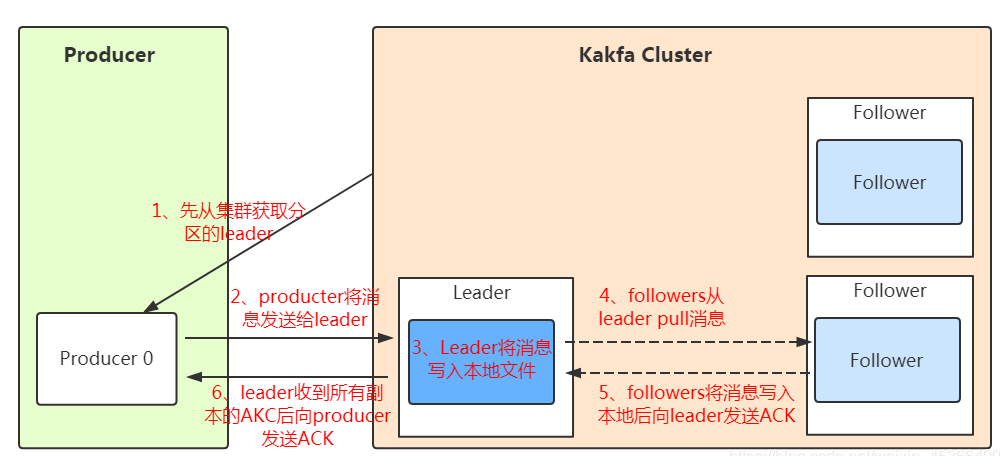 Producer
Kakfa Cluster
Follower
Follower
1、先从集群获取分
区的leader
2、producter将消
息发送给leader
Leader
4、followers从
leader pull消息
Follower
Producer 0
3、Leader将消息
写入本地文件
Follower
6、leader收到所有副
本的AKC后向producer
发送ACK
5、followers将消息写入
本地后向leader发送ACK